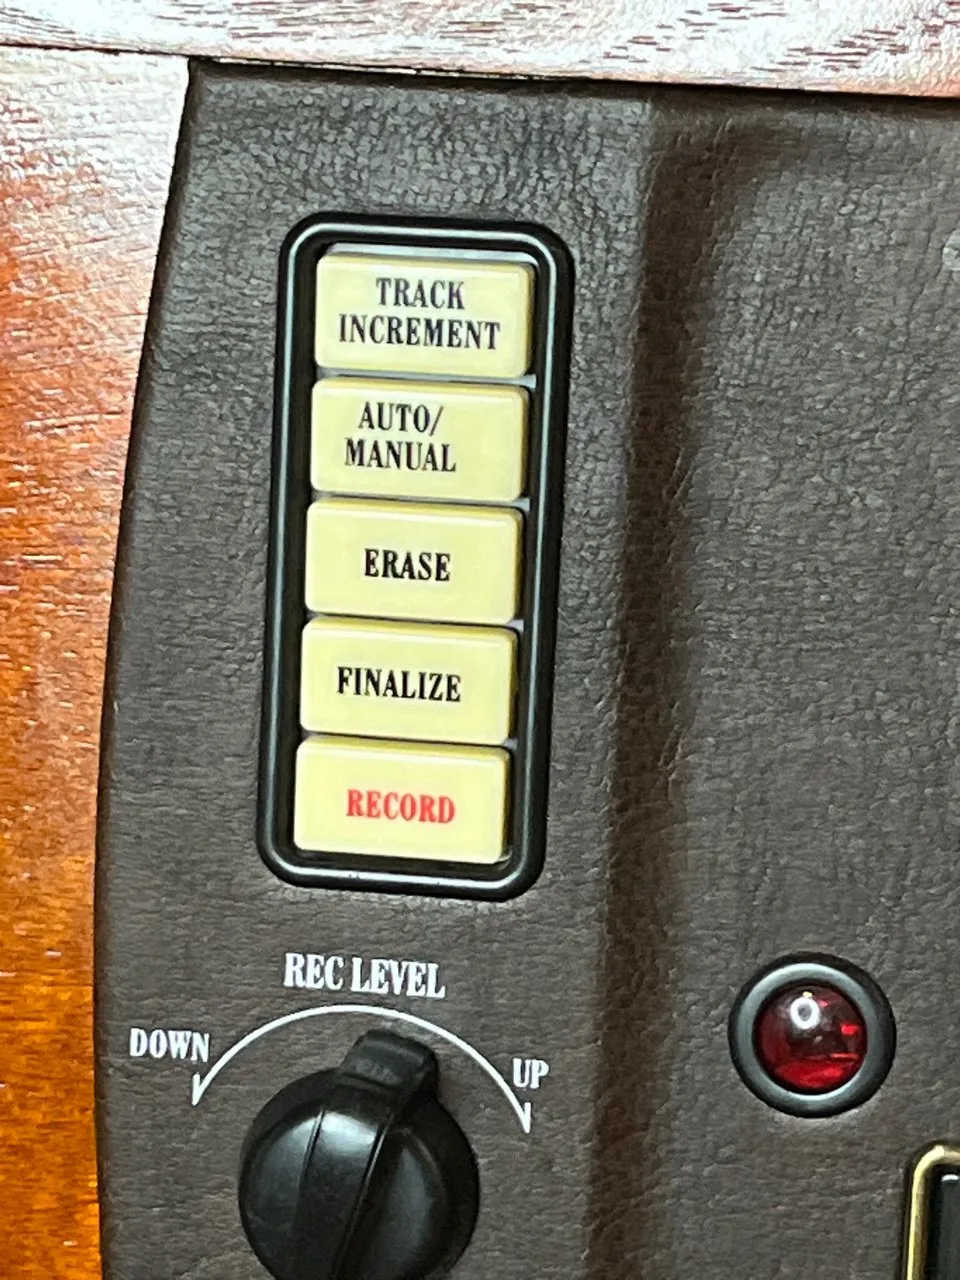 TRACK
INCREMENT
AUTO/
MANUAL
ERASE
FINALIZE
RECORD
REC LEVEL
DOWN
UP